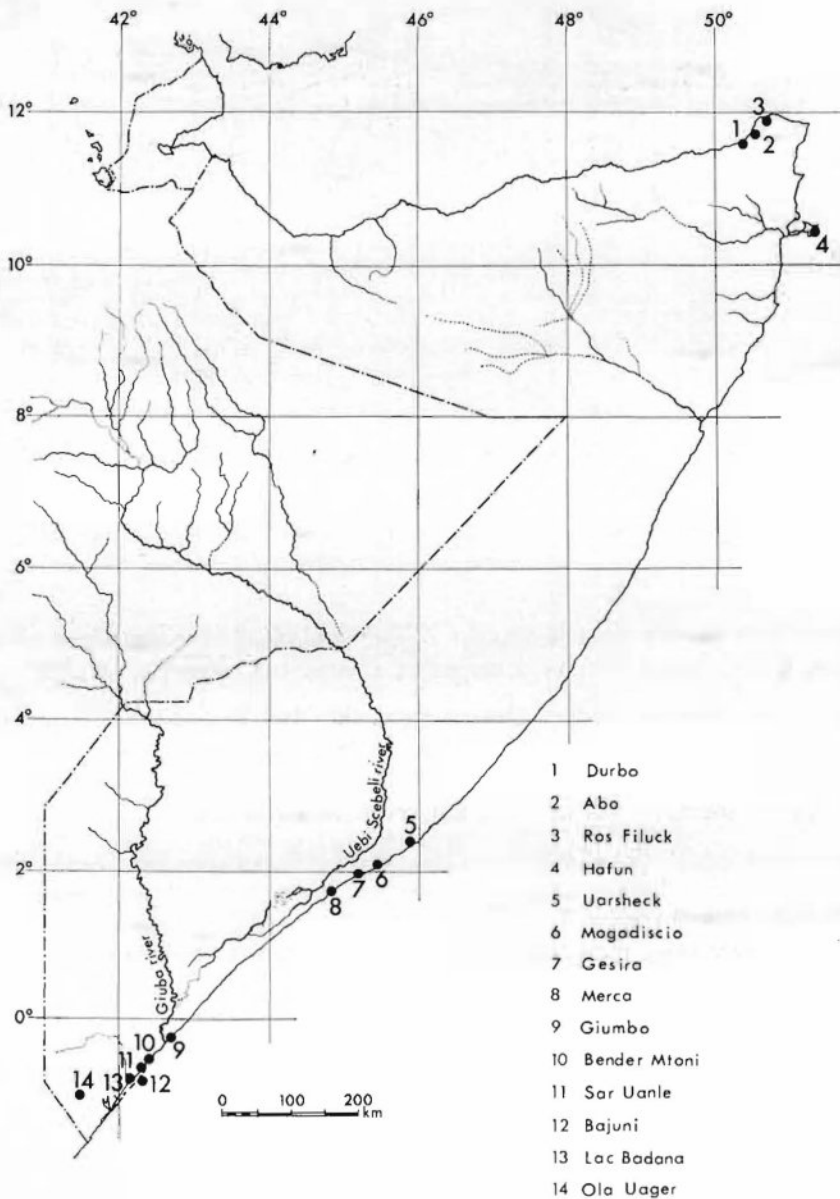 42° 44° 46° 48° 50°
12°
3
1
2
4
10°
8°
6°
4°
Uebi Scebeli river
5
2°
6
7
8
Giuba river
0°
9
10
11
14 13 12
0 100 200
km
1 Durbo
2 Abo
3 Ras Filuck
4 Hafun
5 Uarsheck
6 Mogadiscio
7 Gesira
8 Merca
9 Giumbo
10 Bender Mtoni
11 Sar Uanle
12 Bajuni
13 Lac Badana
14 Ola Uager